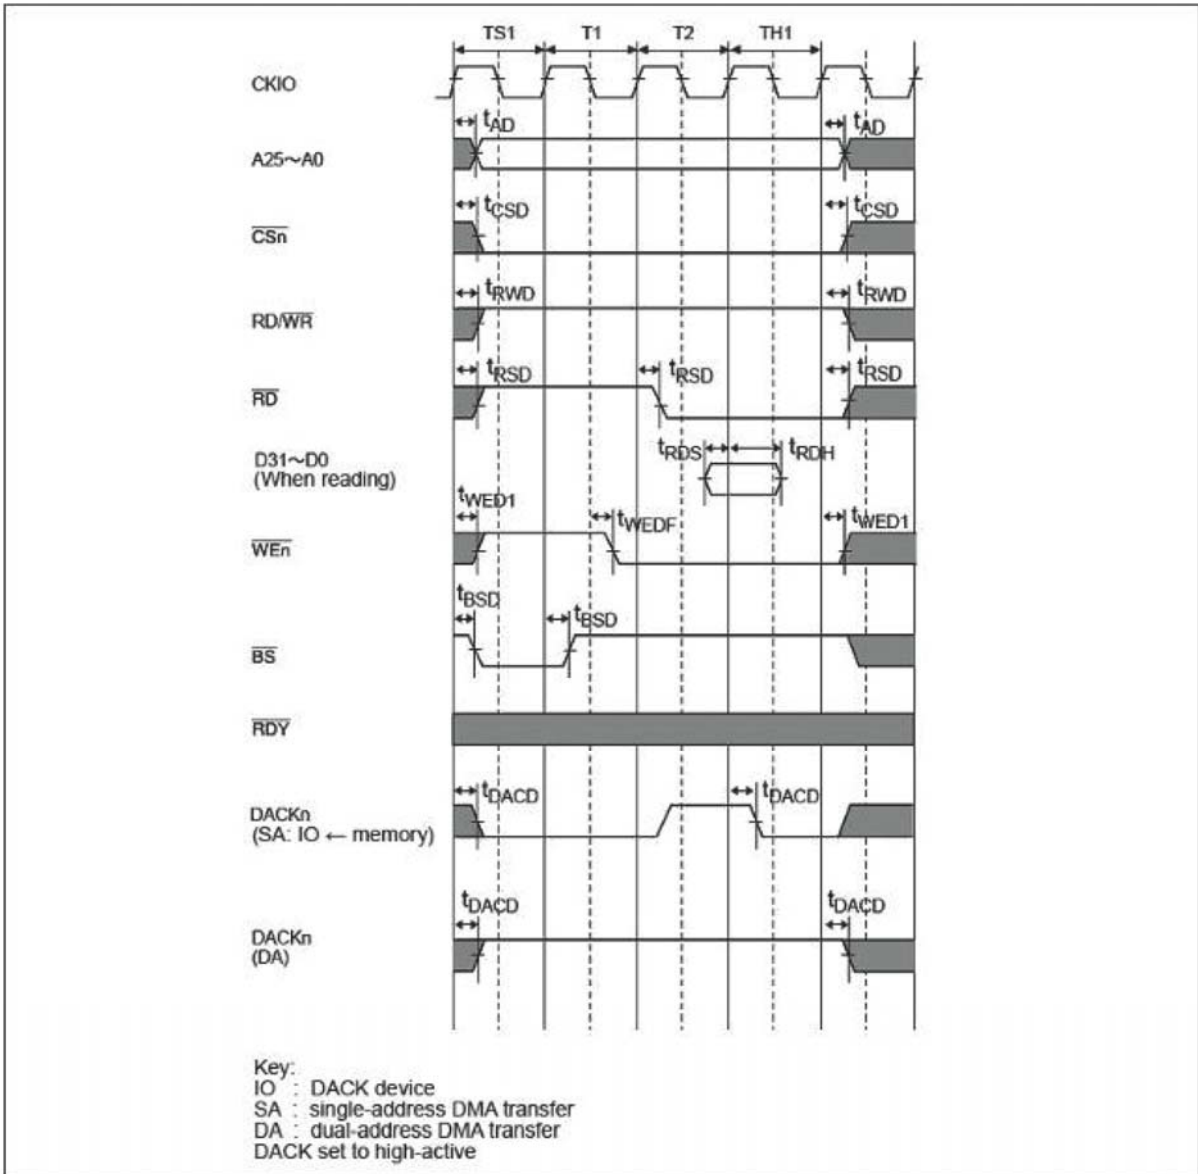 TS1 T1 T2 TH1
CKIO
tAD tAD
A25～A0
tCSD tCSD
CSn
tRWD tRWD
RD/WR
tRSD tRSD tRSD
RD
tRDS tRDH
D31～D0
(When reading)
tWED1 tWEDF tWED1
WEn
tBSD tBSD
BS
RDY
tDACD tDACD
DACKn
(SA: IO ← memory)
tDACD tDACD
DACKn
(DA)
Key:
IO : DACK device
SA : single-address DMA transfer
DA : dual-address DMA transfer
DACK set to high-active